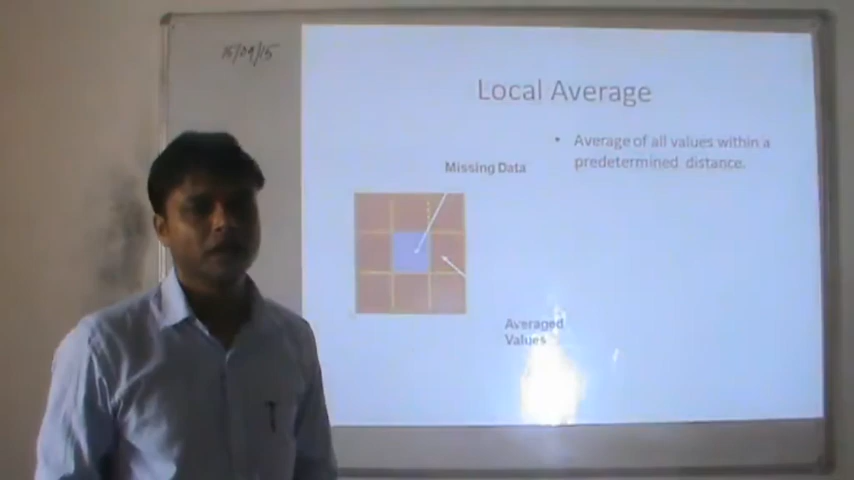 15/09/15
Local Average
• Average of all values within a
predetermined distance.
Missing Data
Averaged
Values